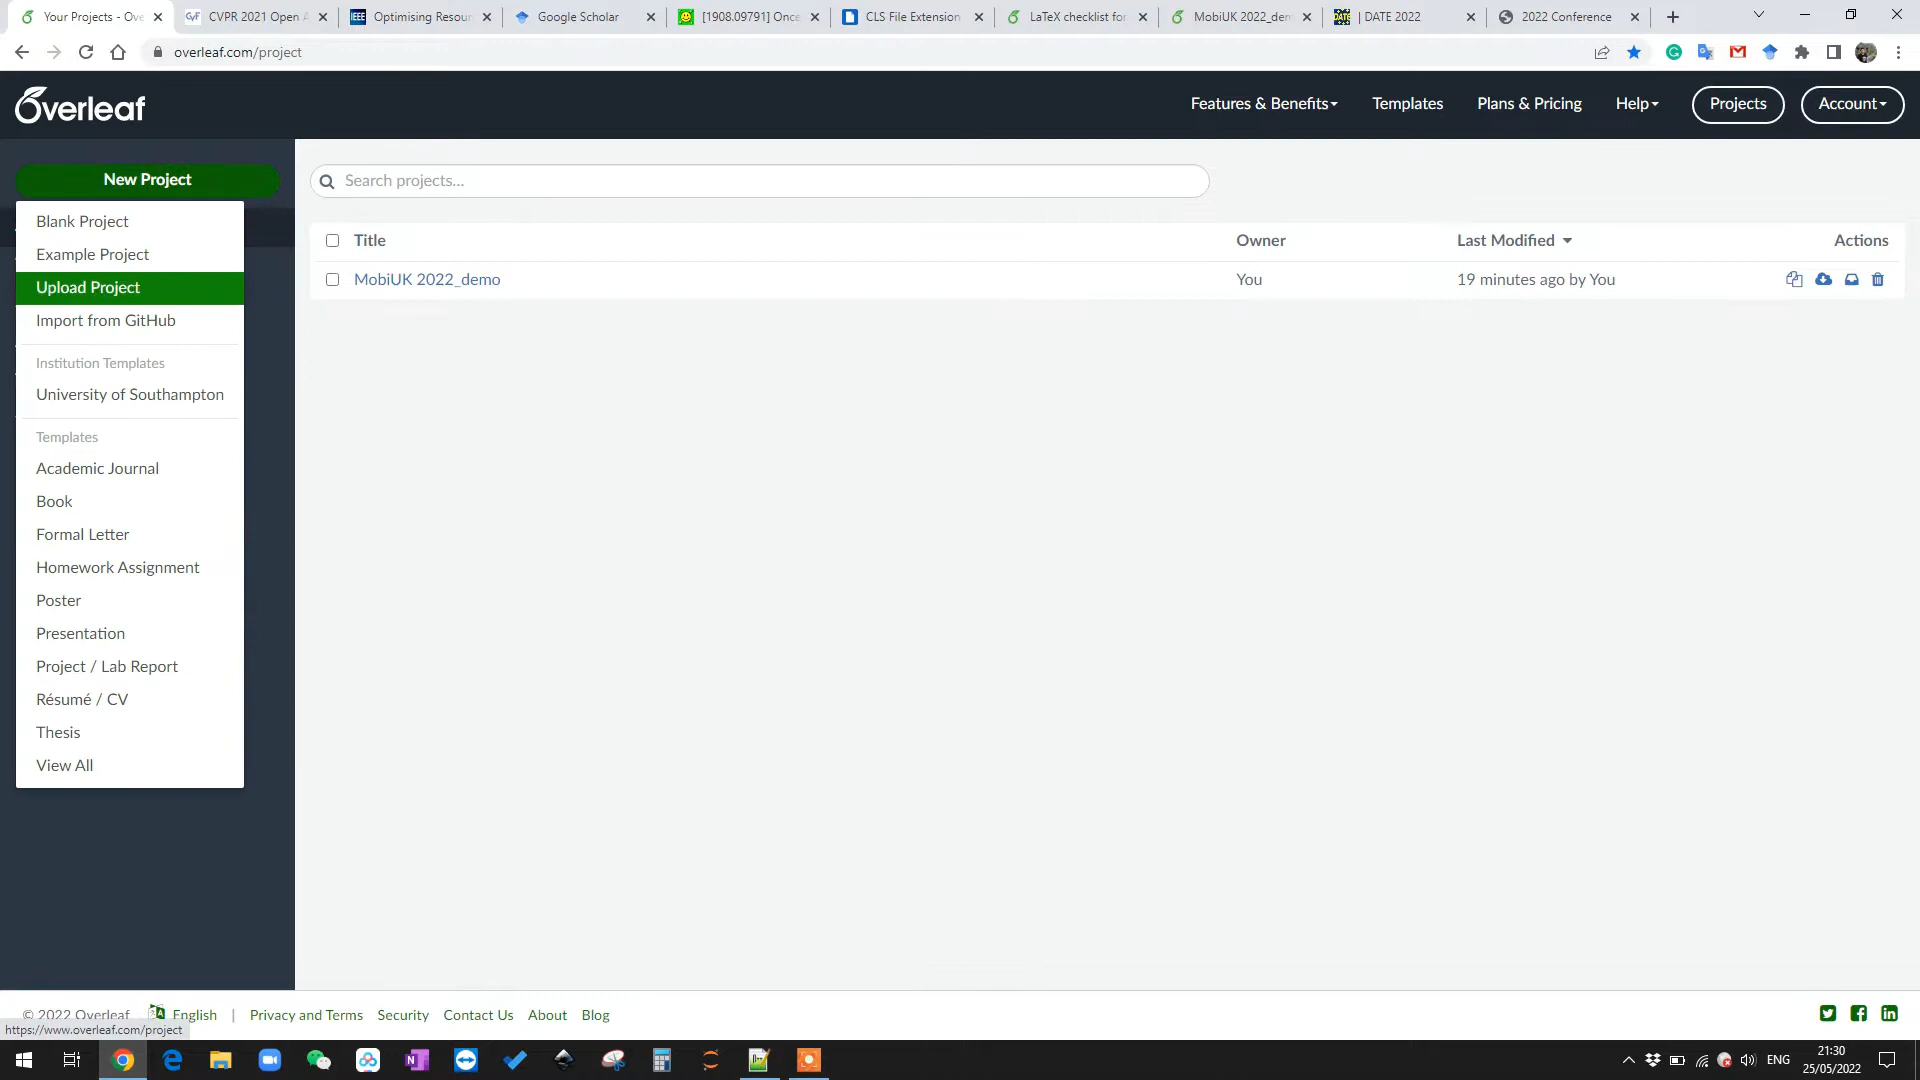 Your Projects - Ove
CVPR 2021 Open A
IEEE
Optimising Resour
Google Scholar
[1908.09791] Once
CLS File Extension
LaTeX checklist for
MobiUK 2022_dem
DATE
| DATE 2022
2022 Conference
overleaf.com/project
Overleaf
Features & Benefits
Templates
Plans & Pricing
Help
Projects
Account
New Project
Search projects...
Blank Project
Example Project
Upload Project
Import from GitHub
Institution Templates
University of Southampton
Templates
Academic Journal
Book
Formal Letter
Homework Assignment
Poster
Presentation
Project / Lab Report
Résumé / CV
Thesis
View All
Title
Owner
Last Modified
Actions
MobiUK 2022_demo
You
19 minutes ago by You
© 2022 Overleaf
English
|
Privacy and Terms
Security
Contact Us
About
Blog
https://www.overleaf.com/project
ENG
21:30
25/05/2022